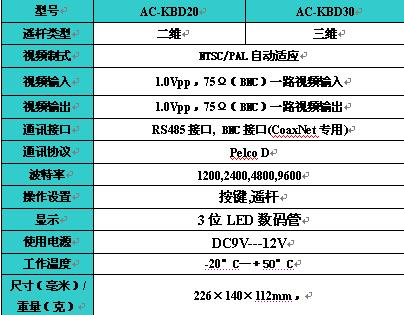 型号 AC-KBD20 AC-KBD30
遥杆类型 二维 三维
视频制式 NTSC/PAL 自动适应
视频输入 1.0Vpp，75Ω（BNC）一路视频输入
视频输出 1.0Vpp，75Ω（BNC）一路视频输出
通讯接口 RS485 接口, BNC 接口(CoaxNet 专用)
通讯协议 Pelco D
波特率 1200,2400,4800,9600
操作设置 按键,遥杆
显示 3 位 LED 数码管
使用电源 DC9V---12V
工作温度 -20°C—+50°C
尺寸（毫米）/
重量（克） 226×140×112mm，